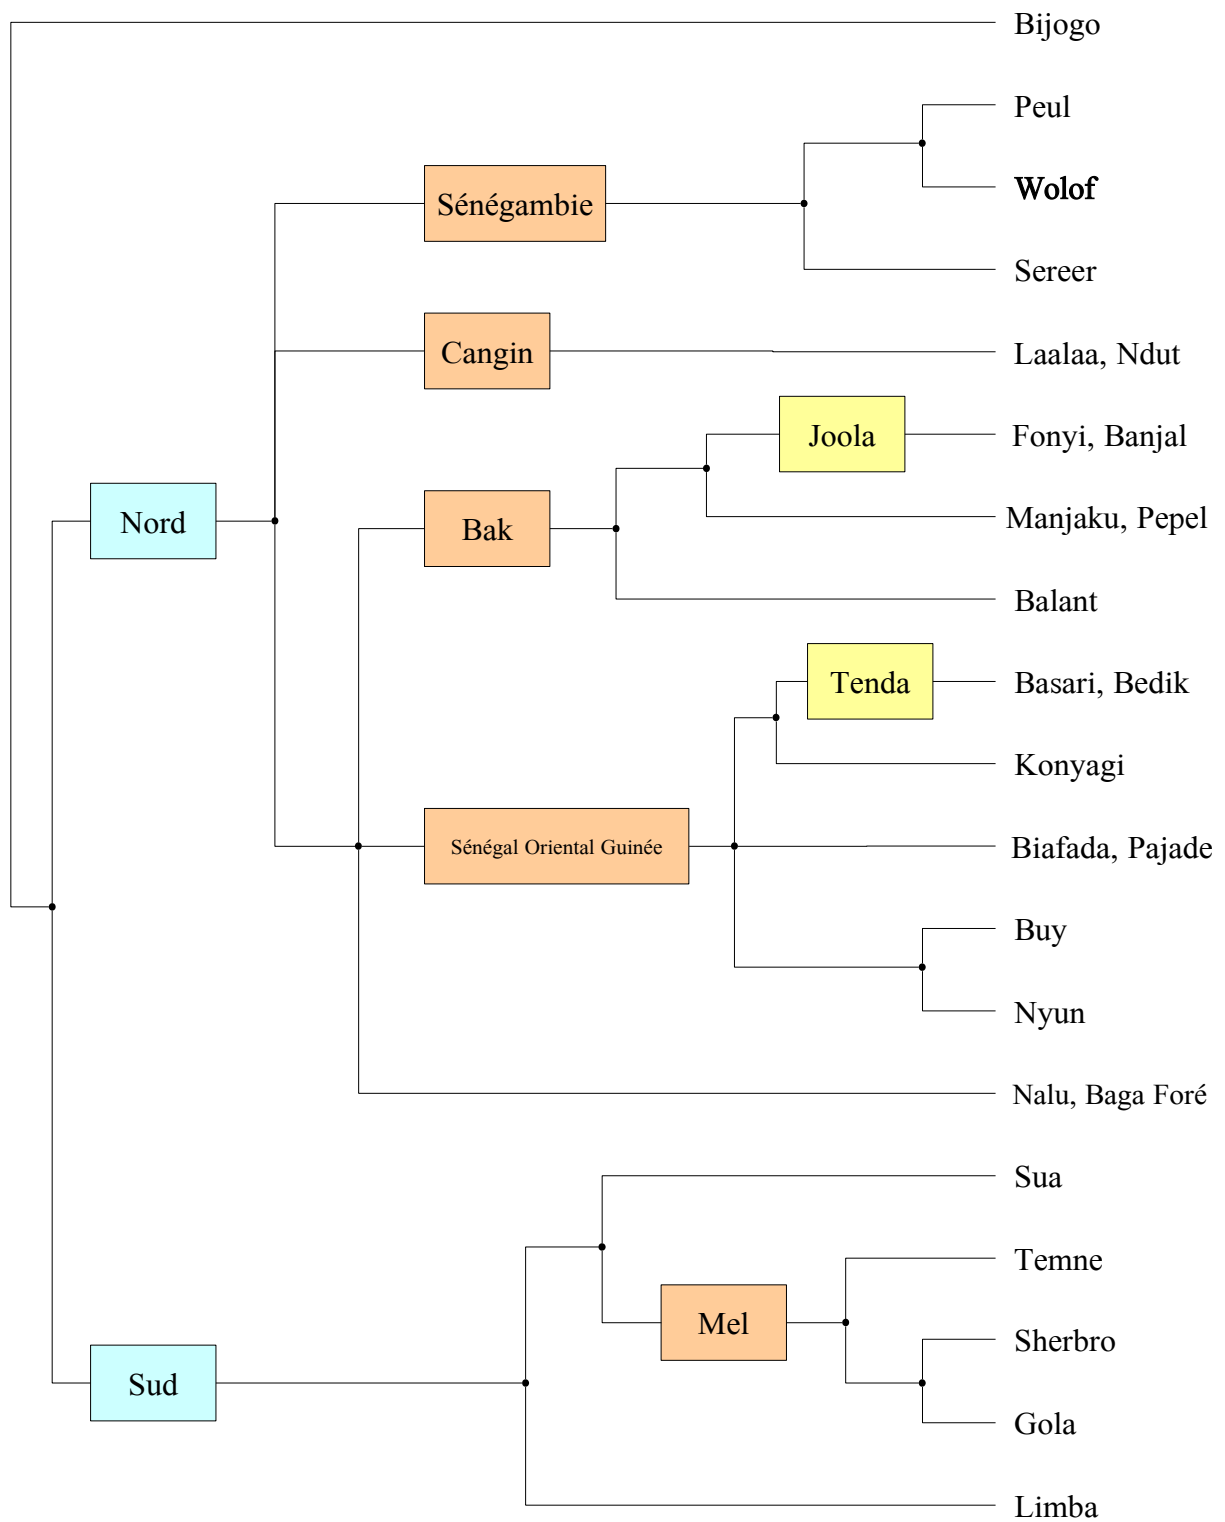 Bijogo
Peul
Wolof
Sénégambie
Sereer
Cangin
Laalaa, Ndut
Joola
Fonyi, Banjal
Nord
Bak
Manjaku, Pepel
Balant
Tenda
Basari, Bedik
Konyagi
Sénégal Oriental Guinée
Biafada, Pajade
Buy
Nyun
Nalu, Baga Foré
Sua
Temne
Mel
Sherbro
Sud
Gola
Limba